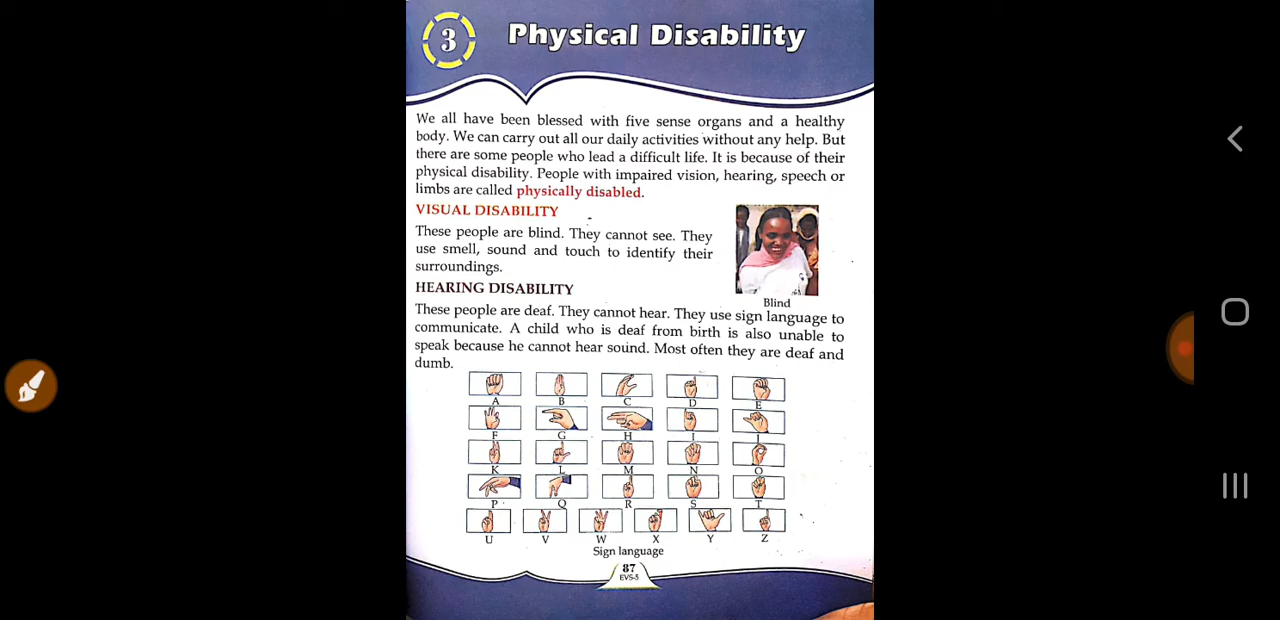 3
Physical Disability
We all have been blessed with five sense organs and a healthy
body. We can carry out all our daily activities without any help. But
there are some people who lead a difficult life. It is because of their
physical disability. People with impaired vision, hearing, speech or
limbs are called physically disabled.
VISUAL DISABILITY
These people are blind. They cannot see. They
use smell, sound and touch to identify their
surroundings.
Blind
HEARING DISABILITY
These people are deaf. They cannot hear. They use sign language to
communicate. A child who is deaf from birth is also unable to
speak because he cannot hear sound. Most often they are deaf and
dumb.
A B C D E
F G H I J
K L M N O
P Q R S T
U V W X Y Z
Sign language
87
EVS-5